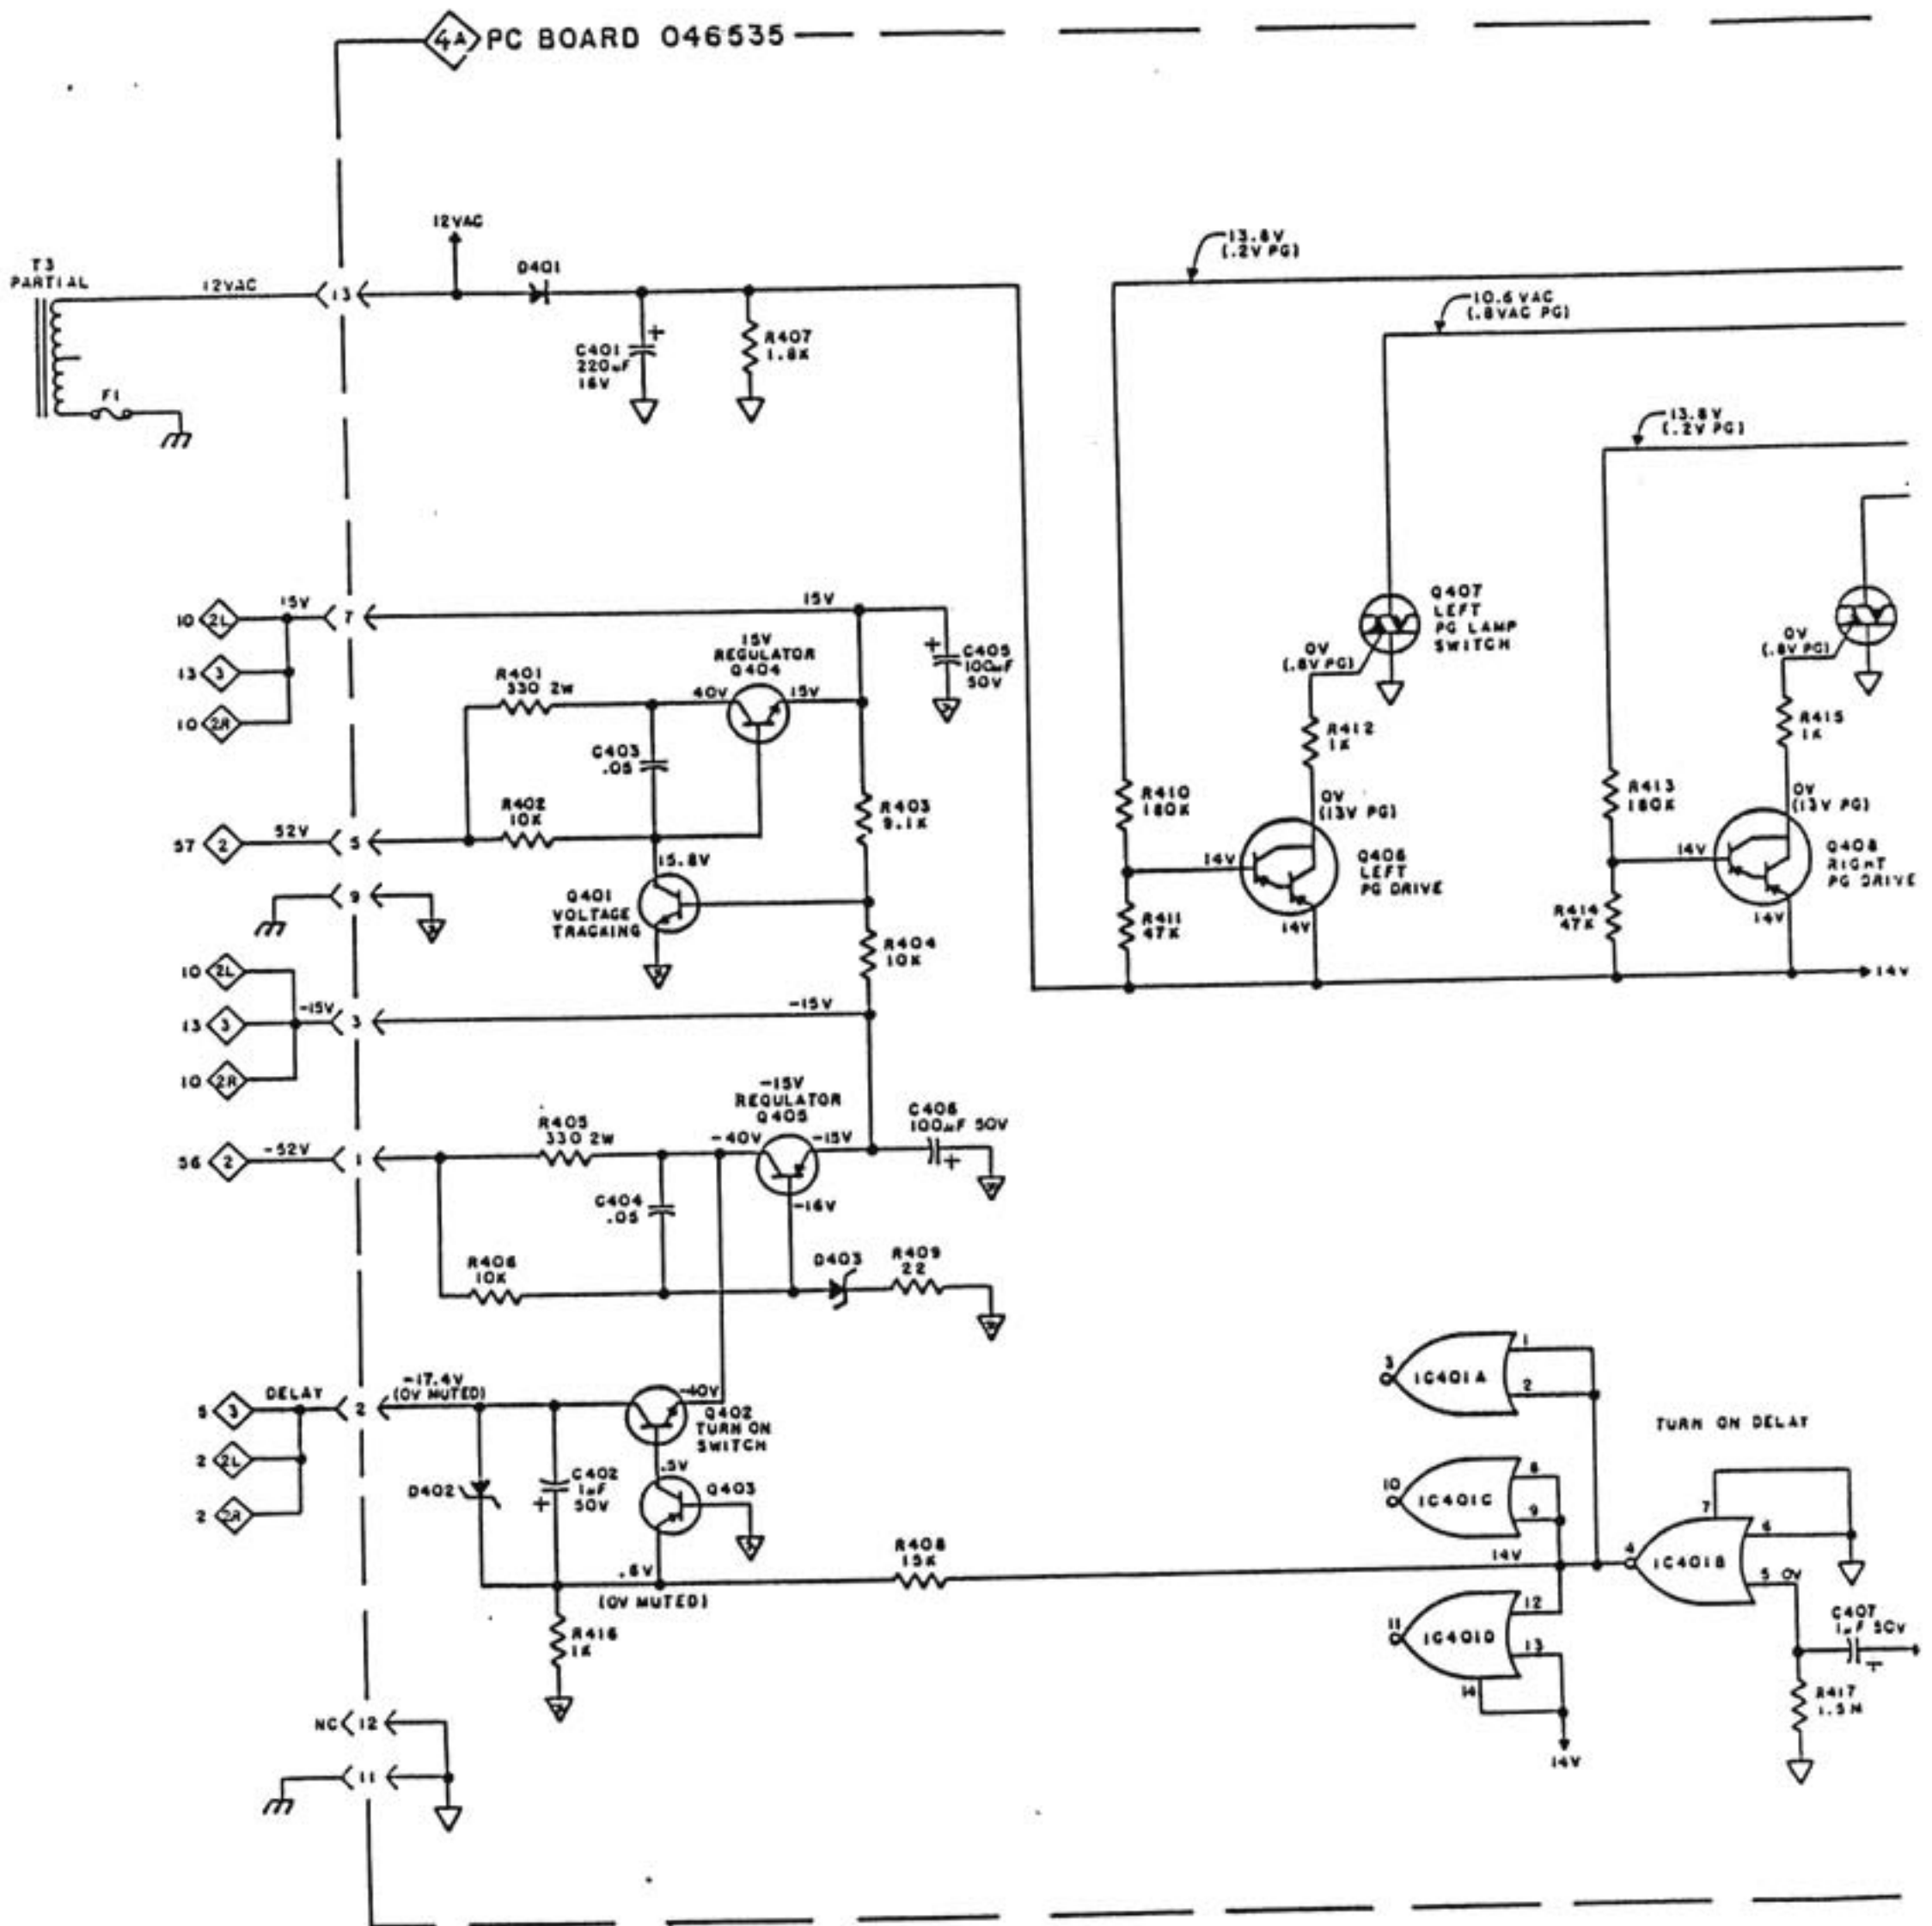 4A PC BOARD 046535
12VAC
T3
PARTIAL
12VAC
13
D401
F1
C401
220uF
16V
R407
1.8K
13.8V
(.2V PG)
10.6 VAC
(.8VAC PG)
13.8V
(.2V PG)
10 2L 15V 7 15V
13 3
10 2R
15V
REGULATOR
Q404
R401
330 2W
40V
15V
C405
100uF
50V
C403
.05
R402
10K
57 2 52V 5
15.8V
R403
9.1K
9
Q401
VOLTAGE
TRACKING
R404
10K
10 2L
13 3 -15V 3 -15V
10 2R
Q407
LEFT
PG LAMP
SWITCH
0V
(.8V PG)
R412
1K
R410
180K
0V
(13V PG)
14V
Q406
LEFT
PG DRIVE
R411
47K
14V
0V
(.8V PG)
R415
1K
R413
180K
0V
(13V PG)
14V
Q408
RIGHT
PG DRIVE
R414
47K
14V
14V
-15V
REGULATOR
Q405
R405
330 2W
-40V
-15V
C406
100uF 50V
56 2 -52V 1
C404
.05
-16V
R406
10K
D403
R409
22
5 3 DELAY 2
-17.4V
(0V MUTED)
2 2L
2 2R
-40V
Q402
TURN ON
SWITCH
D402
C402
1uF
50V
.5V
Q403
.6V
(0V MUTED)
R408
15K
14V
R416
1K
NC 12
11
3 IC401A 1
2
TURN ON DELAY
10 IC401C 8
9
7
4 IC401B 6
5 0V
11 IC401D 12
13
14
14V
C407
1uF 50V
R417
1.5M